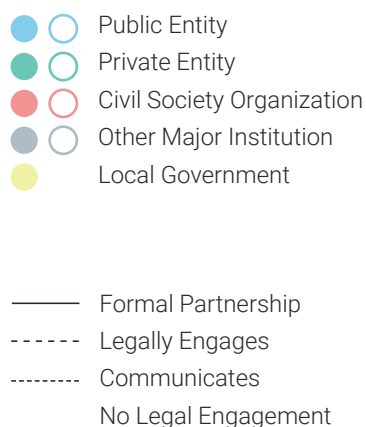 Public Entity
Private Entity
Civil Society Organization
Other Major Institution
Local Government
Formal Partnership
Legally Engages
Communicates
No Legal Engagement